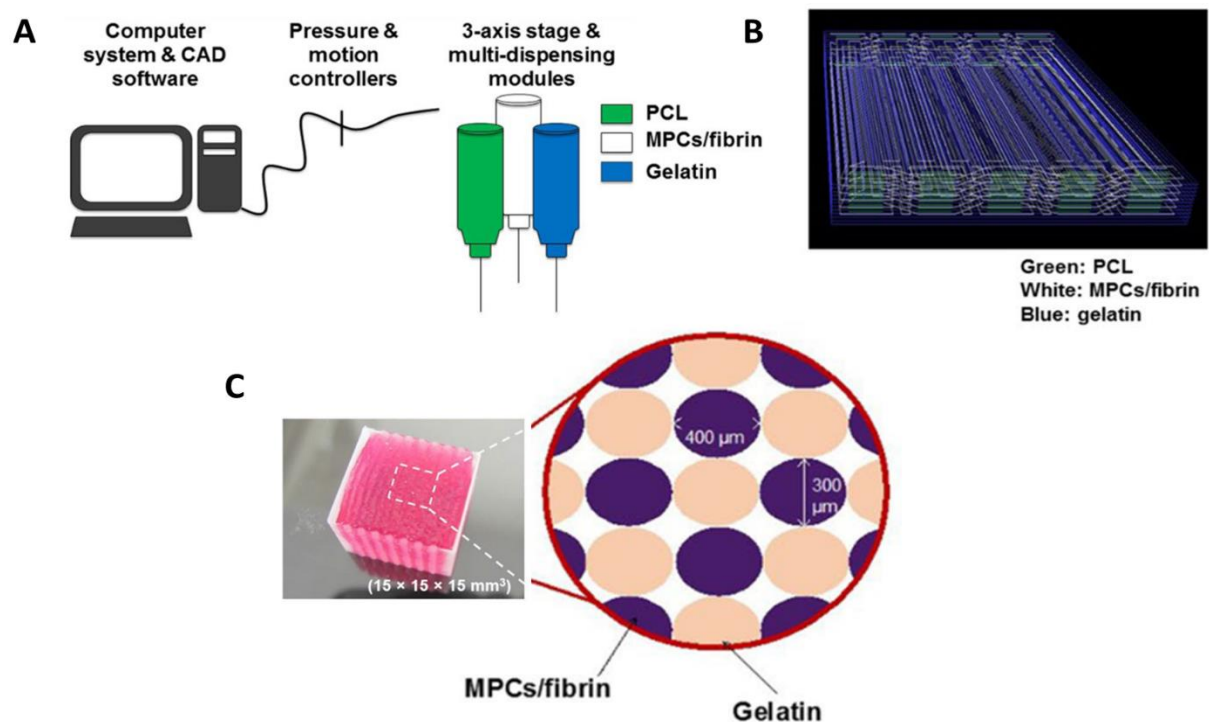 A
Computer
system & CAD
software
Pressure &
motion
controllers
3-axis stage &
multi-dispensing
modules
PCL
MPCs/fibrin
Gelatin
B
Green: PCL
White: MPCs/fibrin
Blue: gelatin
C
(15 × 15 × 15 mm³)
400 µm
300
µm
MPCs/fibrin
Gelatin